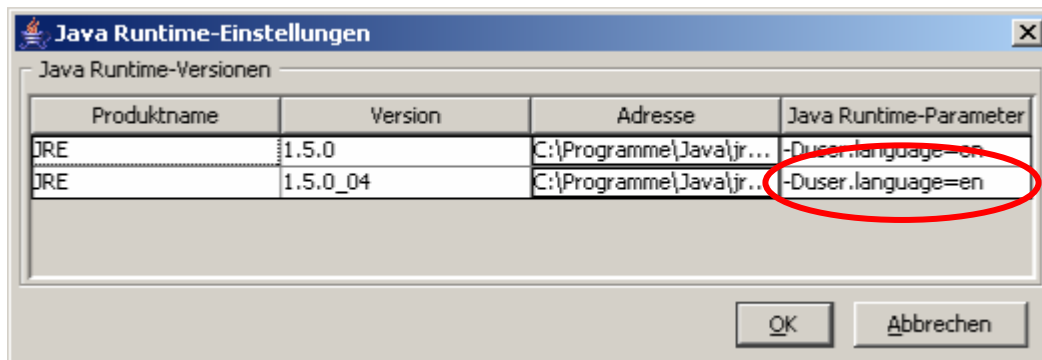 Java Runtime-Einstellungen
Java Runtime-Versionen
Produktname Version Adresse Java Runtime-Parameter
JRE 1.5.0 C:\Programme\Java\jr... -Duser.language=en
JRE 1.5.0_04 C:\Programme\Java\jr... -Duser.language=en
OK Abbrechen